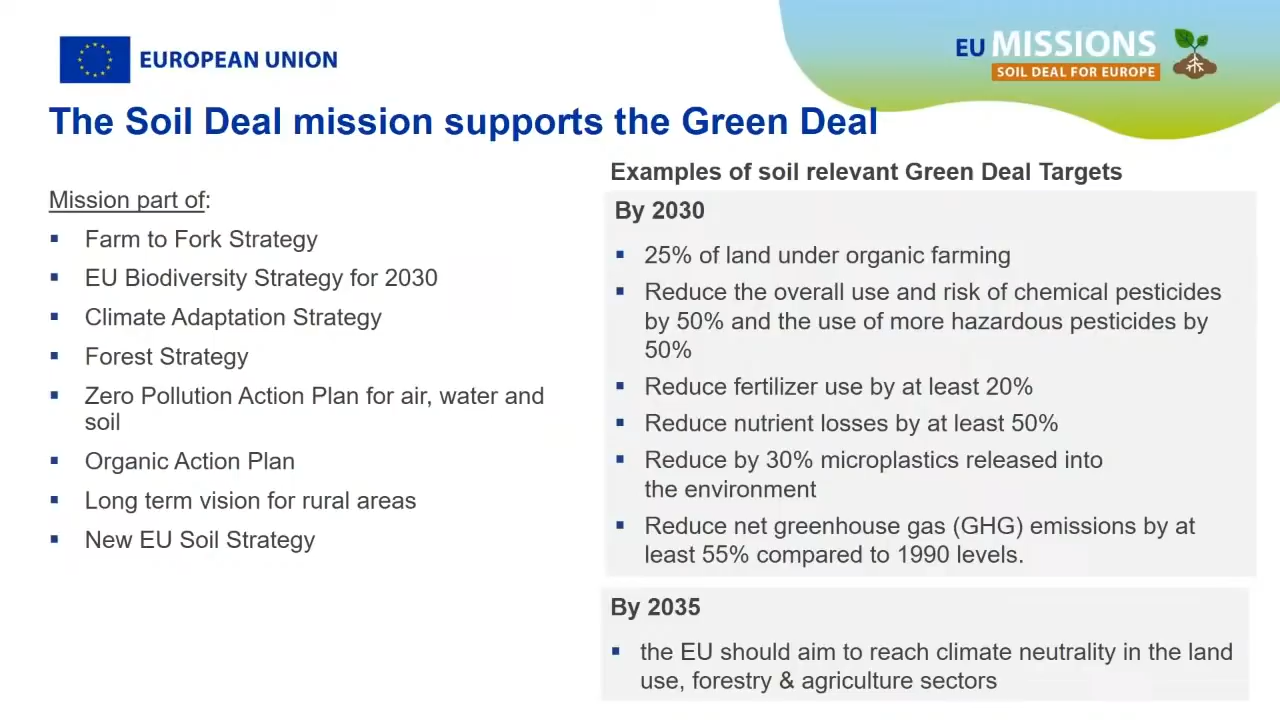 EUROPEAN UNION
EU MISSIONS
SOIL DEAL FOR EUROPE
The Soil Deal mission supports the Green Deal
Mission part of:
▪ Farm to Fork Strategy
▪ EU Biodiversity Strategy for 2030
▪ Climate Adaptation Strategy
▪ Forest Strategy
▪ Zero Pollution Action Plan for air, water and
soil
▪ Organic Action Plan
▪ Long term vision for rural areas
▪ New EU Soil Strategy
Examples of soil relevant Green Deal Targets
By 2030
▪ 25% of land under organic farming
▪ Reduce the overall use and risk of chemical pesticides
by 50% and the use of more hazardous pesticides by
50%
▪ Reduce fertilizer use by at least 20%
▪ Reduce nutrient losses by at least 50%
▪ Reduce by 30% microplastics released into
the environment
▪ Reduce net greenhouse gas (GHG) emissions by at
least 55% compared to 1990 levels.
By 2035
▪ the EU should aim to reach climate neutrality in the land
use, forestry & agriculture sectors